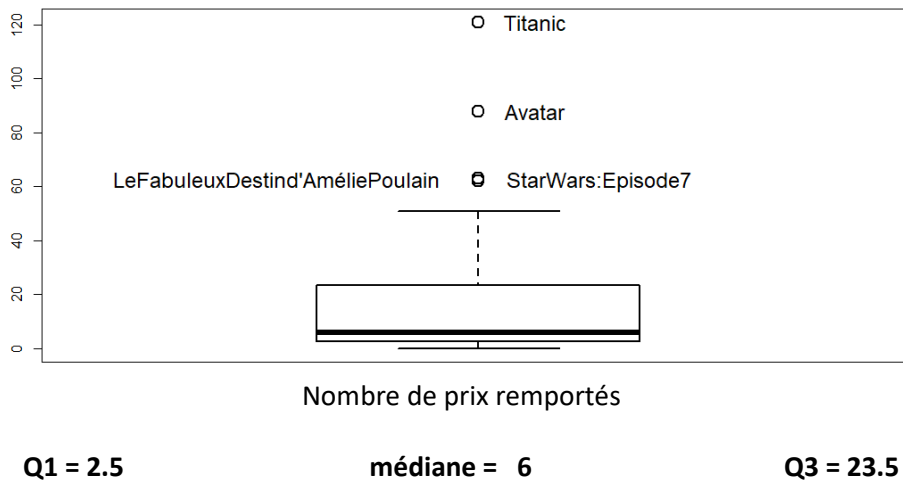 120
Titanic
100
Avatar
80
LeFabuleuxDestind'AméliePoulain
StarWars:Episode7
60
40
20
0
Nombre de prix remportés
Q1 = 2.5 médiane = 6 Q3 = 23.5